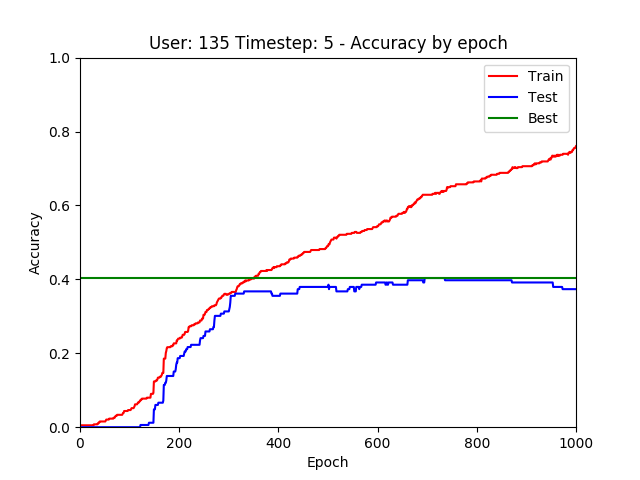 User: 135 Timestep: 5 - Accuracy by epoch
1.0
0.8
0.6
0.4
0.2
0.0
Accuracy
Train
Test
Best
0 200 400 600 800 1000
Epoch